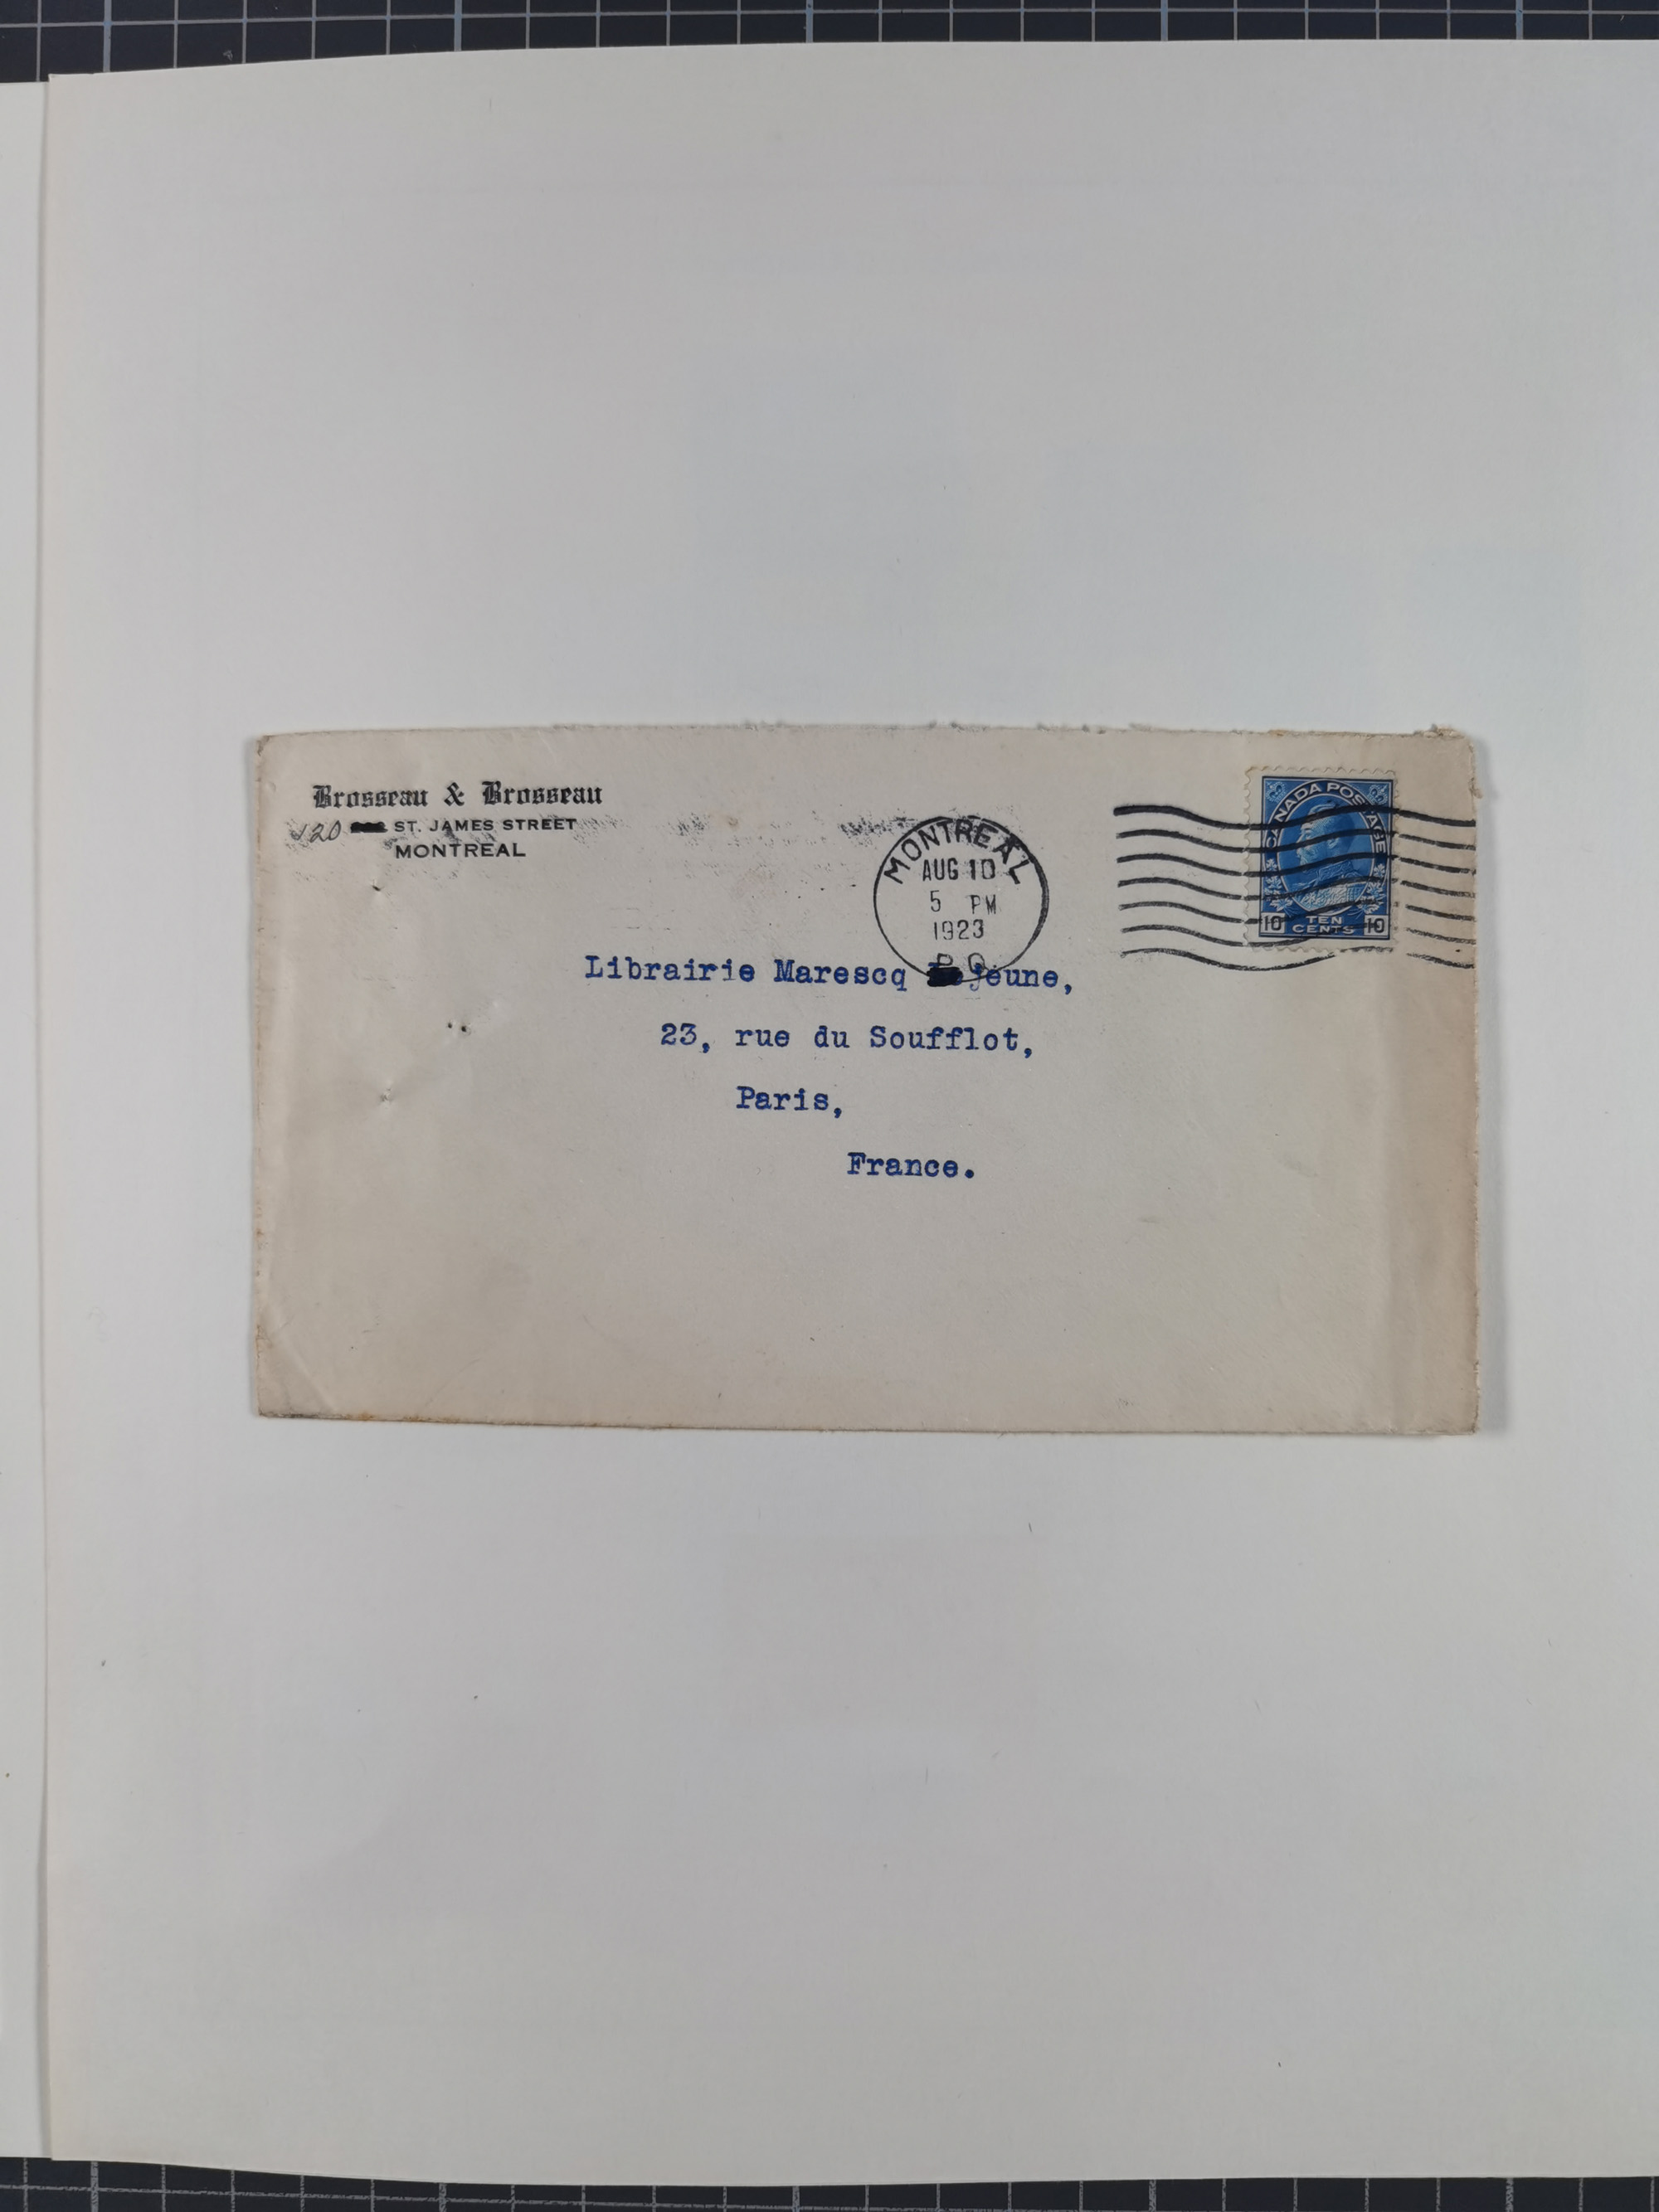 Brosseau & Brosseau
120 ST. JAMES STREET
MONTREAL
MONTREAL
AUG 10
5 PM
1923
P.Q.
CANADA POSTAGE
10 TEN CENTS 10
Librairie Marescq jeune,
23, rue du Soufflot,
Paris,
France.